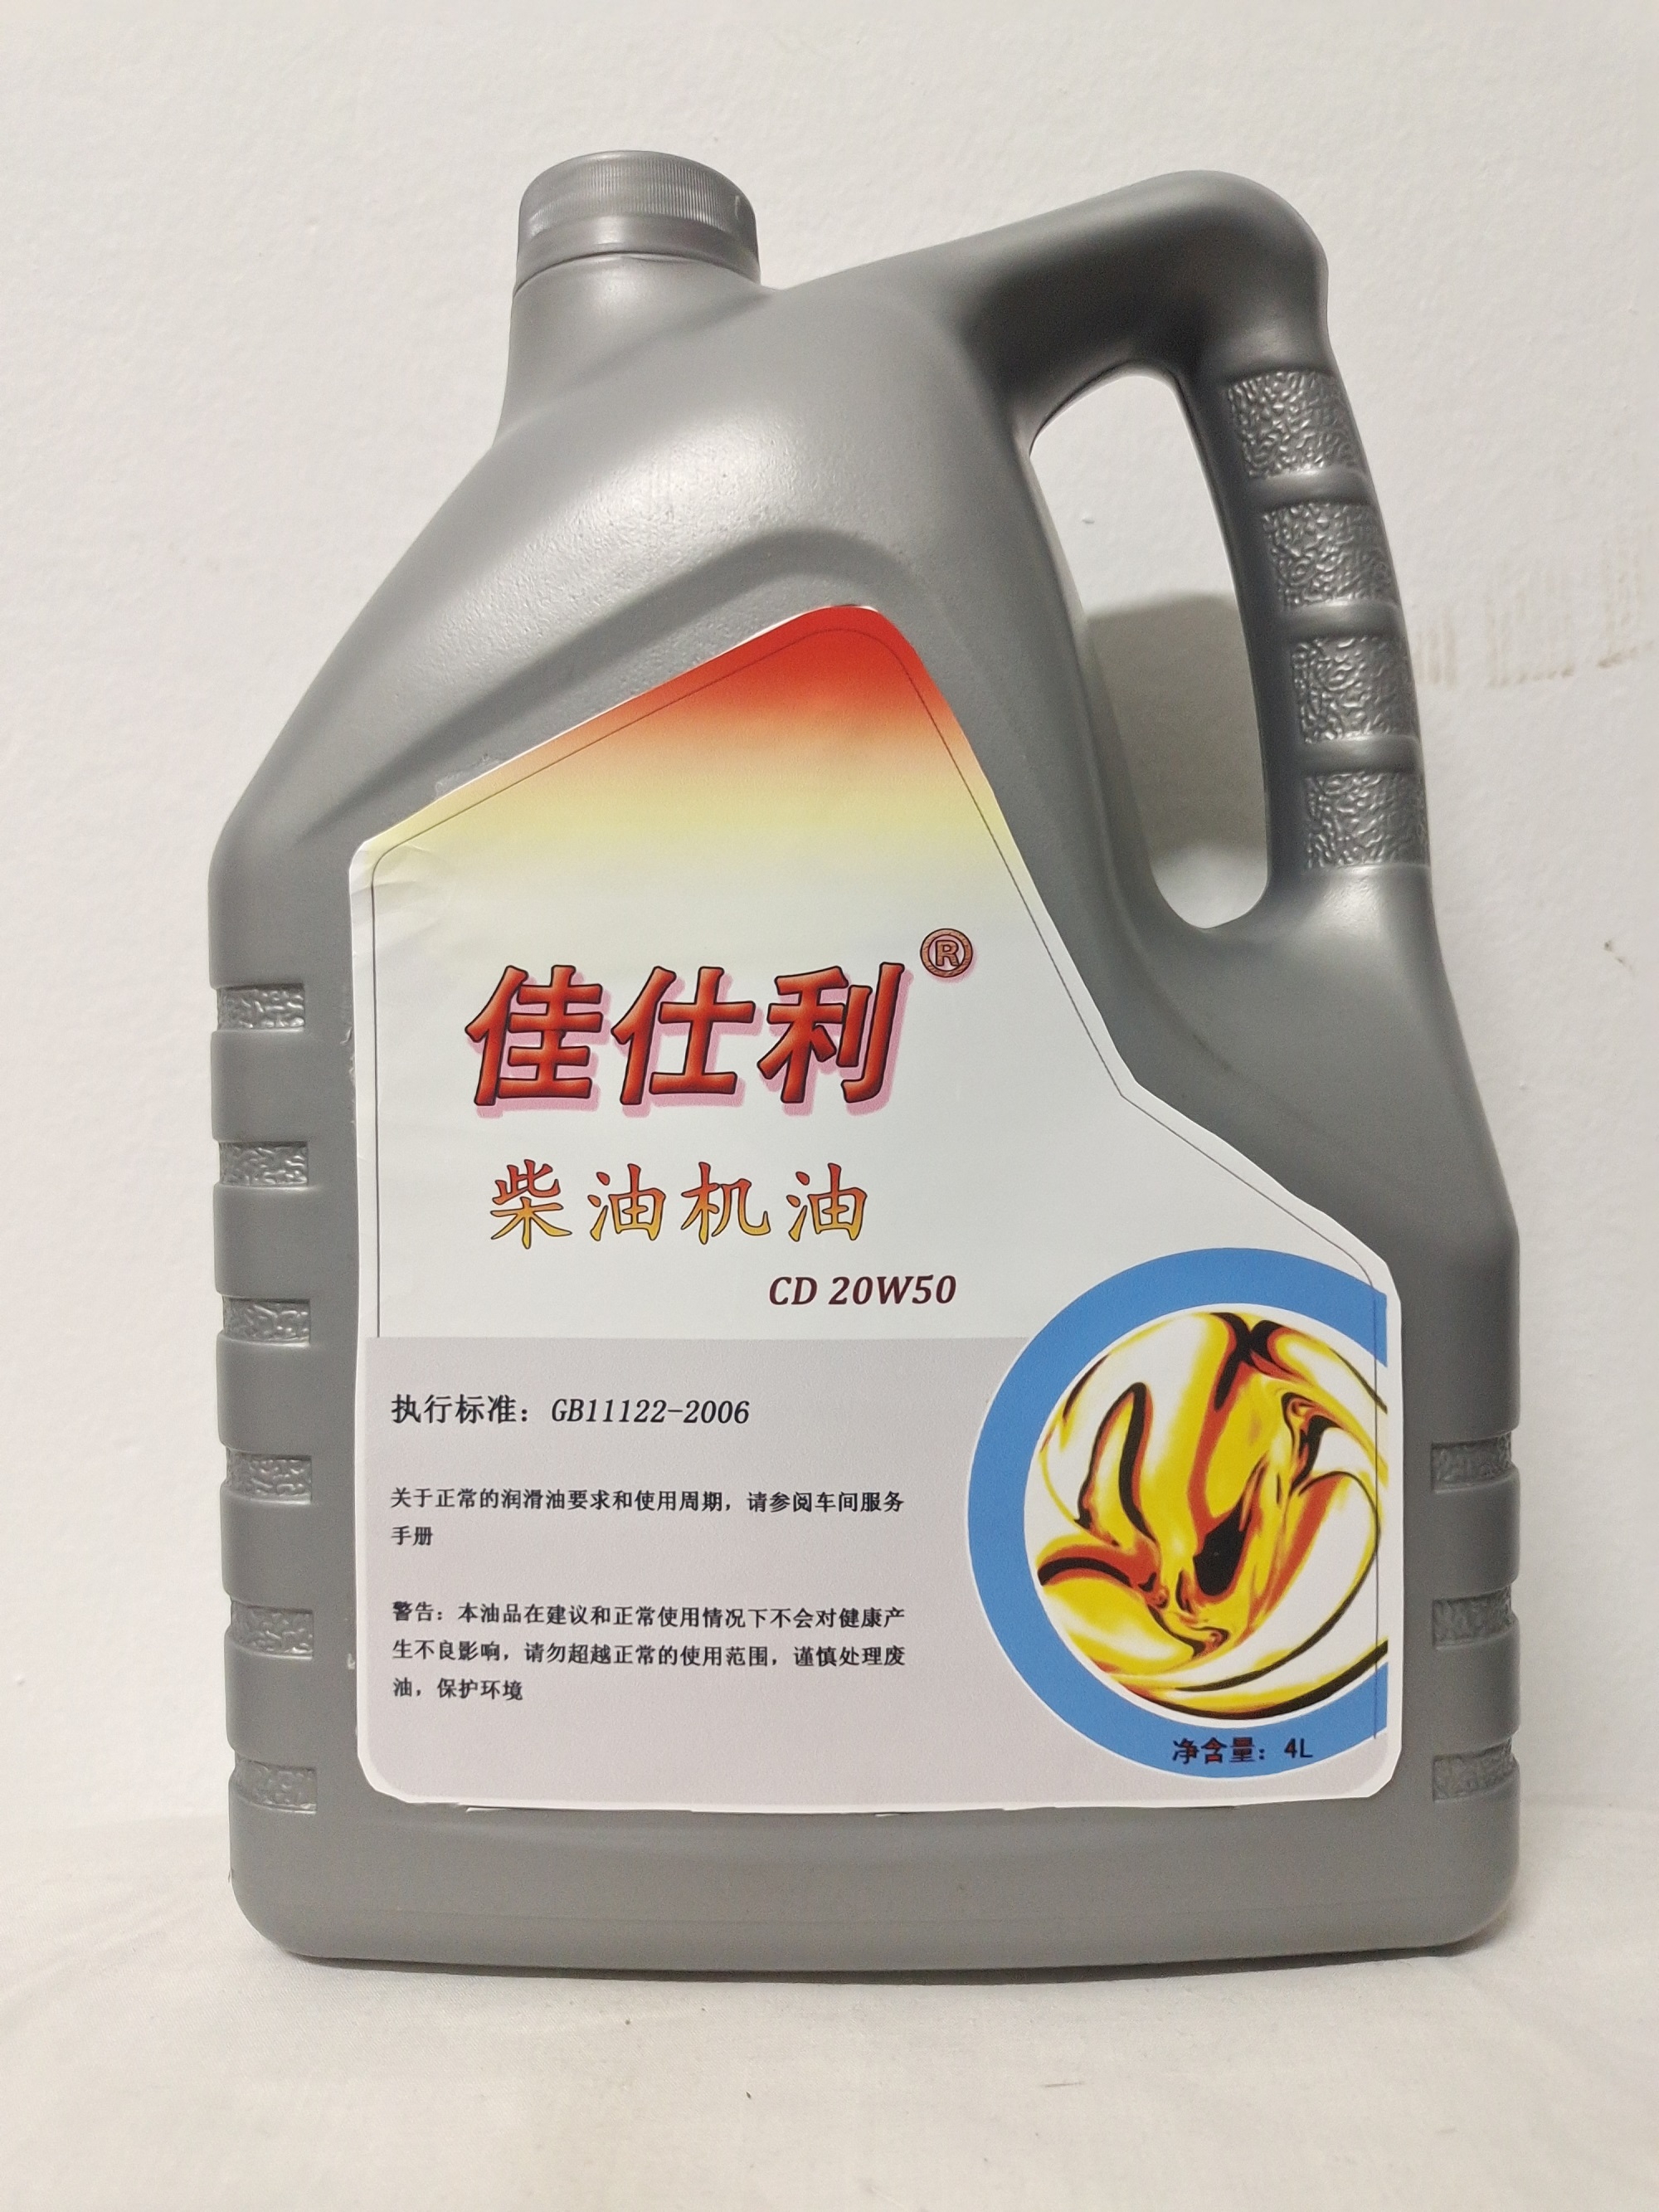 佳仕利®
柴油机油
CD 20W50
执行标准：GB11122-2006
关于正常的润滑油要求和使用周期，请参阅车间服务
手册
警告：本油品在建议和正常使用情况下不会对健康产
生不良影响，请勿超越正常的使用范围，谨慎处理废
油，保护环境
净含量：4L